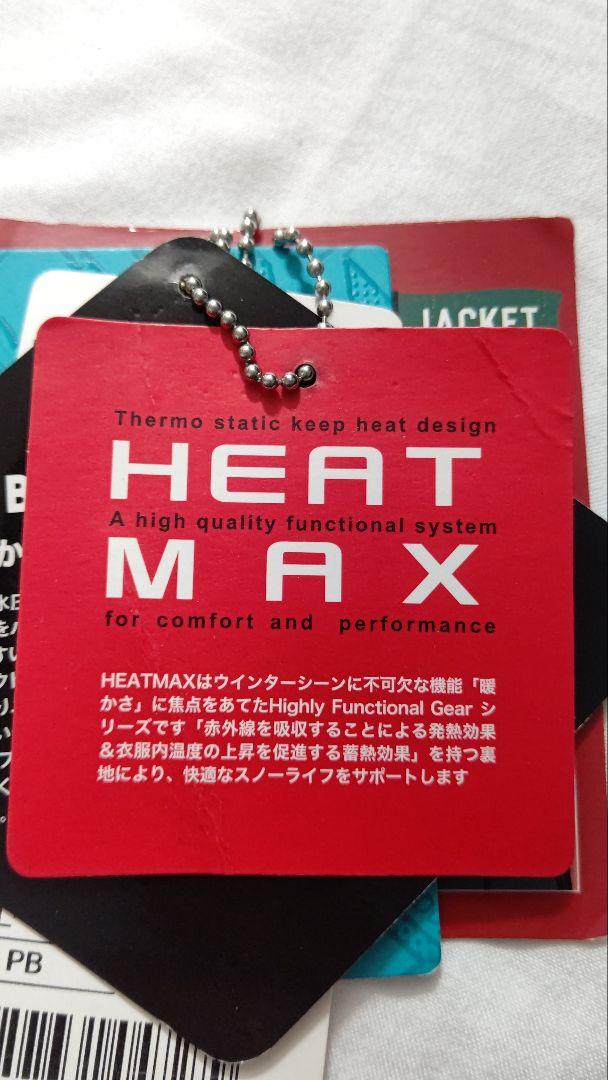 JACKET
Thermo static keep heat design
HEAT
A high quality functional system
MAX
for comfort and performance
HEATMAXはウインターシーンに不可欠な機能「暖
かさ」に焦点をあてたHighly Functional Gear シ
リーズです「赤外線を吸収することによる発熱効果
&衣服内温度の上昇を促進する蓄熱効果」を持つ裏
地により、快適なスノーライフをサポートします
PB